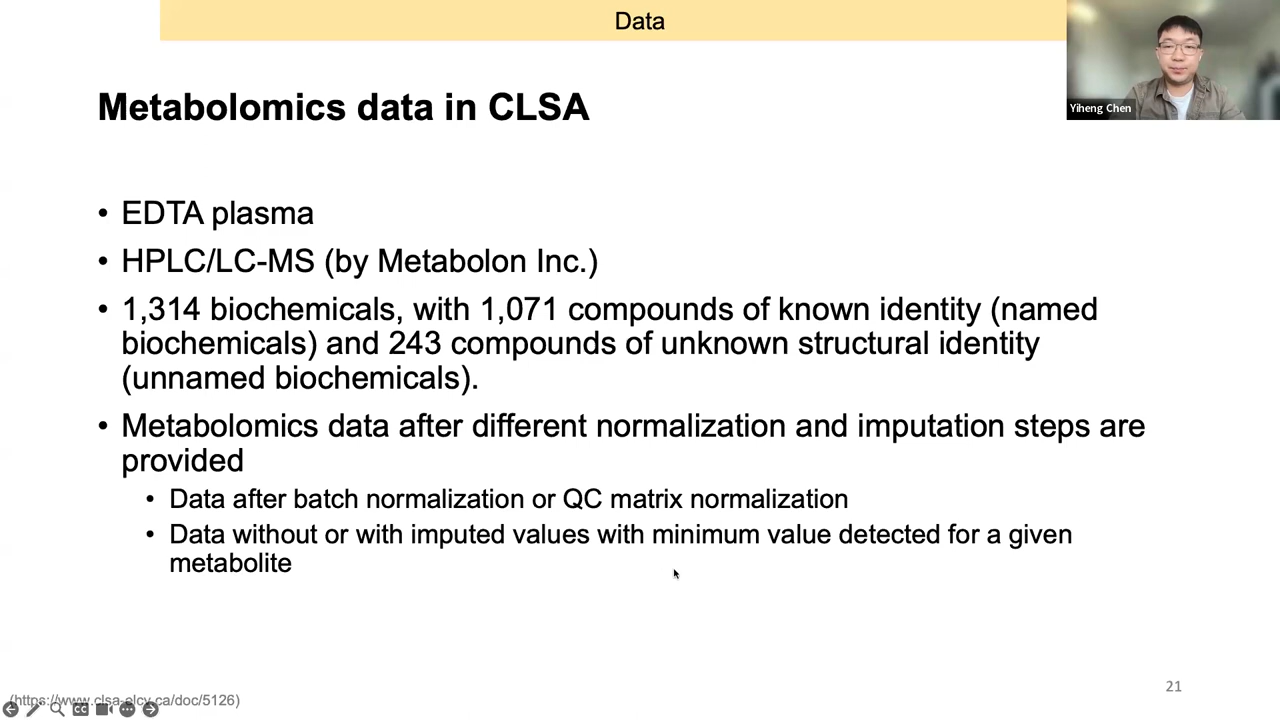 Data
Yiheng Chen
Metabolomics data in CLSA
• EDTA plasma
• HPLC/LC-MS (by Metabolon Inc.)
• 1,314 biochemicals, with 1,071 compounds of known identity (named
biochemicals) and 243 compounds of unknown structural identity
(unnamed biochemicals).
• Metabolomics data after different normalization and imputation steps are
provided
• Data after batch normalization or QC matrix normalization
• Data without or with imputed values with minimum value detected for a given
metabolite
21
(https://www.clsa-elcv.ca/doc/5126)
CC